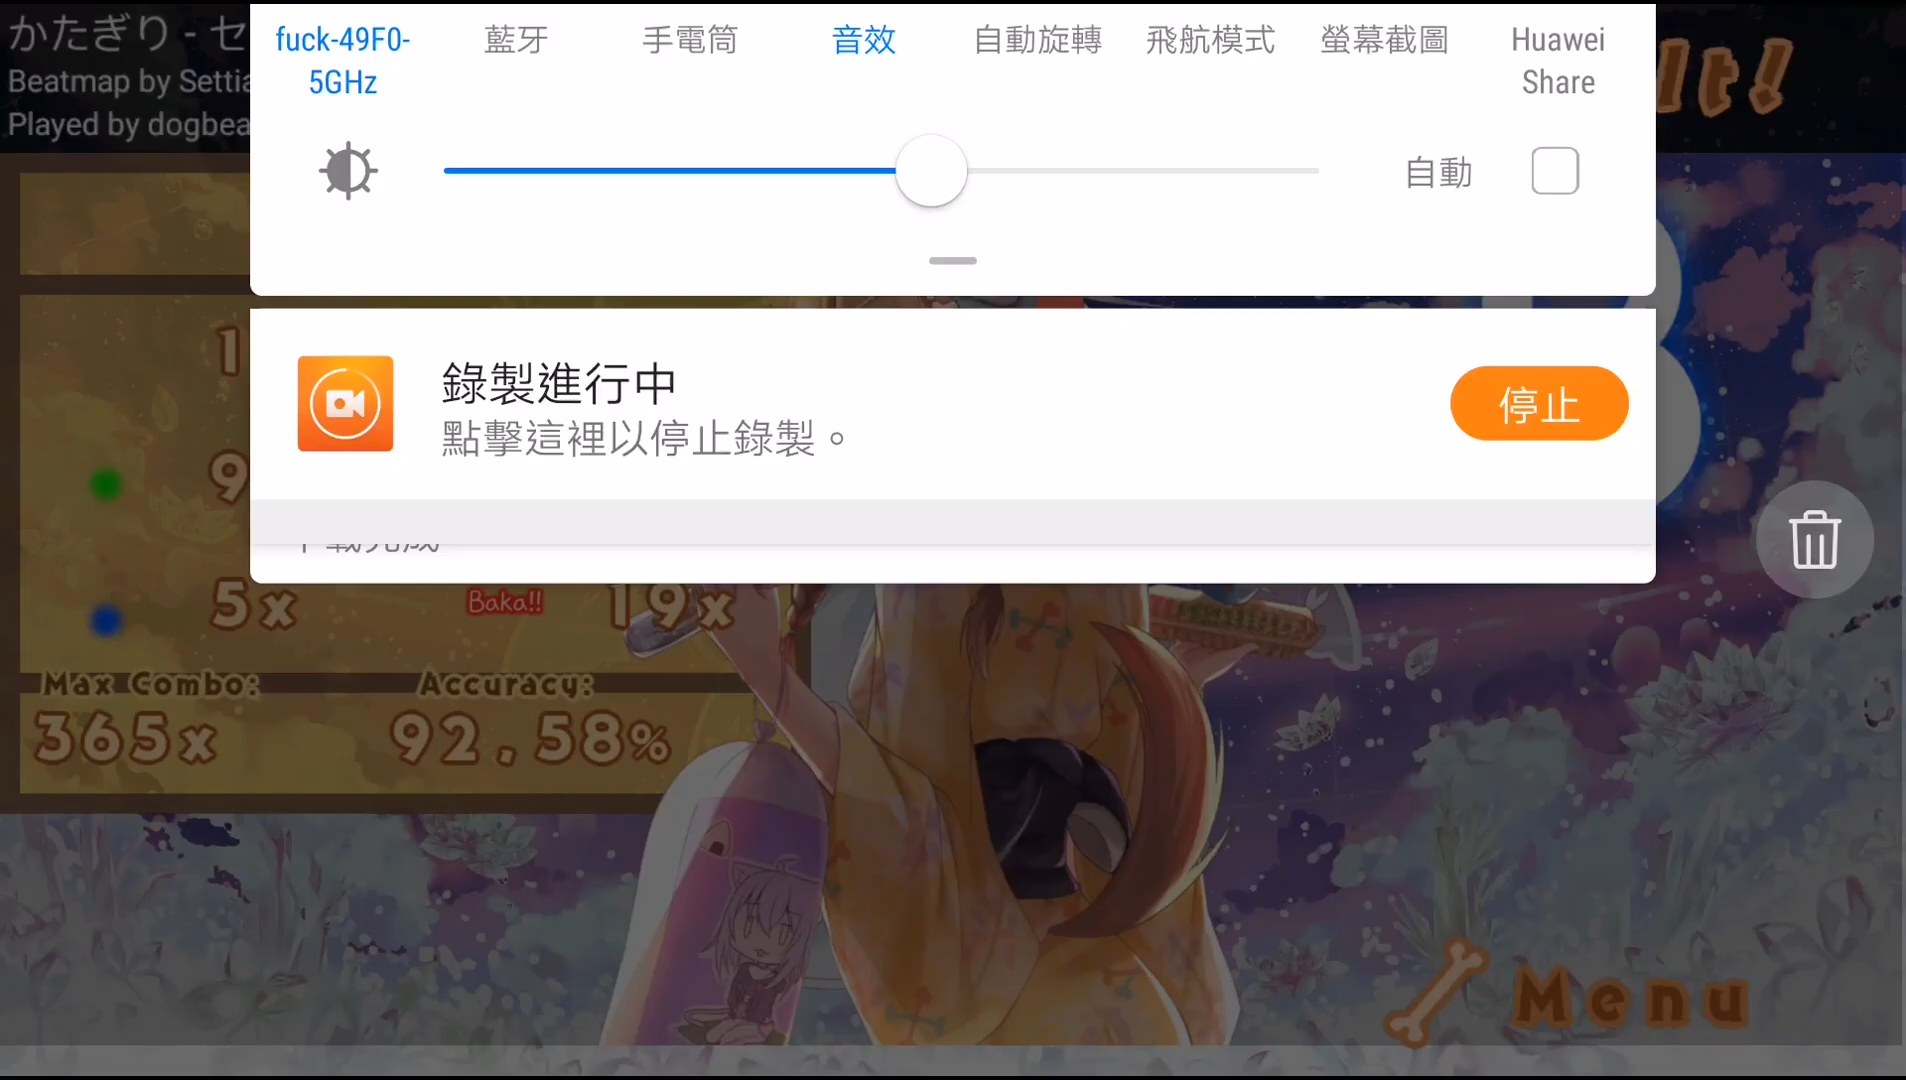 かたぎり - セ
Beatmap by Settia
Played by dogbea
fuck-49F0-
5GHz
藍牙
手電筒
音效
自動旋轉
飛航模式
螢幕截圖
Huawei
Share
It!
自動
錄製進行中
點擊這裡以停止錄製。
停止
1
9
5x
Baka!!
19x
Max Combo:
Accuracy:
365x
92.58%
Menu